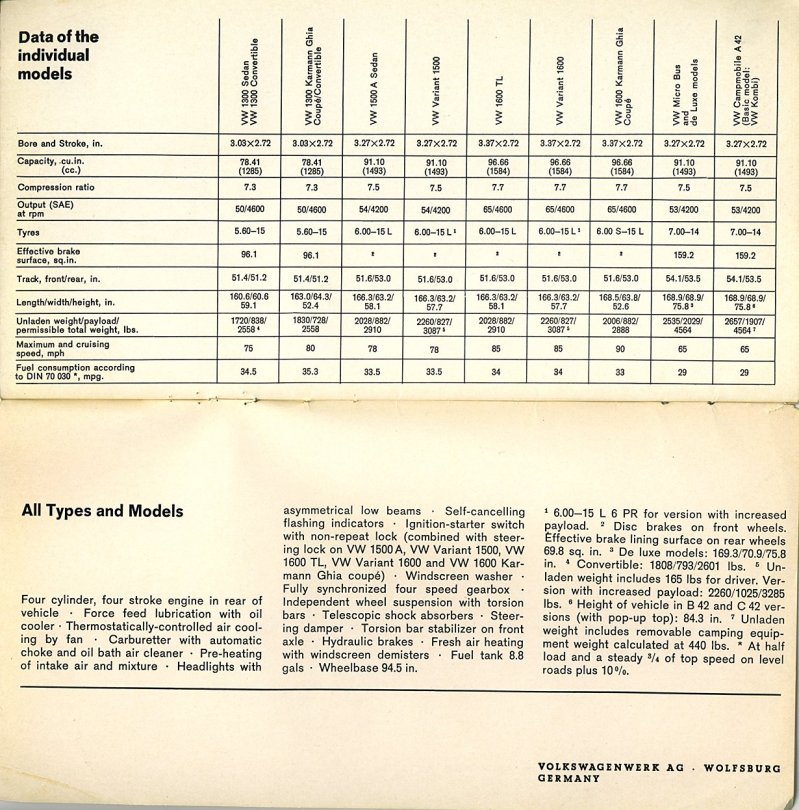 Data of the
individual
models
VW 1300 Sedan
VW 1300 Convertible
VW 1300 Karmann Ghia
Coupé/Convertible
VW 1500 A Sedan
VW Variant 1500
VW 1600 TL
VW Variant 1600
VW 1600 Karmann Ghia
Coupé
VW Micro Bus
and
de Luxe models
VW Campmobile A 42
(Basic model:
VW Kombi)
Bore and Stroke, in. 3.03×2.72 3.03×2.72 3.27×2.72 3.27×2.72 3.37×2.72 3.37×2.72 3.37×2.72 3.27×2.72 3.27×2.72
Capacity, cu.in. 78.41 78.41 91.10 91.10 96.66 96.66 96.66 91.10 91.10
(cc.) (1285) (1285) (1493) (1493) (1584) (1584) (1584) (1493) (1493)
Compression ratio 7.3 7.3 7.5 7.5 7.7 7.7 7.7 7.5 7.5
Output (SAE)
at rpm 50/4600 50/4600 54/4200 54/4200 65/4600 65/4600 65/4600 53/4200 53/4200
Tyres 5.60–15 5.60–15 6.00–15 L 6.00–15 L¹ 6.00–15 L 6.00–15 L¹ 6.00 S–15 L 7.00–14 7.00–14
Effective brake
surface, sq.in. 96.1 96.1 ² ² ² ² ² 159.2 159.2
Track, front/rear, in. 51.4/51.2 51.4/51.2 51.6/53.0 51.6/53.0 51.6/53.0 51.6/53.0 51.6/53.0 54.1/53.5 54.1/53.5
Length/width/height, in. 160.6/60.6 163.0/64.3/ 166.3/63.2/ 166.3/63.2/ 166.3/63.2/ 166.3/63.2/ 168.5/63.8/ 168.9/68.9/ 168.9/68.9/
59.1 52.4 58.1 57.7 58.1 57.7 52.6 75.8³ 75.8⁶
Unladen weight/payload/ 1720/838/ 1830/728/ 2028/882/ 2260/827/ 2028/882/ 2260/827/ 2006/882/ 2535/2029/ 2657/1907/
permissible total weight, lbs. 2558⁴ 2558 2910 3087⁵ 2910 3087⁵ 2888 4564 4564⁷
Maximum and cruising
speed, mph 75 80 78 78 85 85 90 65 65
Fuel consumption according
to DIN 70 030 *, mpg. 34.5 35.3 33.5 33.5 34 34 33 29 29
All Types and Models
Four cylinder, four stroke engine in rear of
vehicle · Force feed lubrication with oil
cooler · Thermostatically-controlled air cool-
ing by fan · Carburetter with automatic
choke and oil bath air cleaner · Pre-heating
of intake air and mixture · Headlights with
asymmetrical low beams · Self-cancelling
flashing indicators · Ignition-starter switch
with non-repeat lock (combined with steer-
ing lock on VW 1500 A, VW Variant 1500, VW
1600 TL, VW Variant 1600 and VW 1600 Kar-
mann Ghia coupé) · Windscreen washer ·
Fully synchronized four speed gearbox ·
Independent wheel suspension with torsion
bars · Telescopic shock absorbers · Steer-
ing damper · Torsion bar stabilizer on front
axle · Hydraulic brakes · Fresh air heating
with windscreen demisters · Fuel tank 8.8
gals · Wheelbase 94.5 in.
¹ 6.00–15 L 6 PR for version with increased
payload. ² Disc brakes on front wheels.
Effective brake lining surface on rear wheels
69.8 sq. in. ³ De luxe models: 169.3/70.9/75.8
in. ⁴ Convertible: 1808/793/2601 lbs. ⁵ Un-
laden weight includes 165 lbs for driver. Ver-
sion with increased payload: 2260/1025/3285
lbs. ⁶ Height of vehicle in B 42 and C 42 ver-
sions (with pop-up top): 84.3 in. ⁷ Unladen
weight includes removable camping equip-
ment weight calculated at 440 lbs. * At half
load and a steady ³/₄ of top speed on level
roads plus 10%.
VOLKSWAGENWERK AG · WOLFSBURG
GERMANY